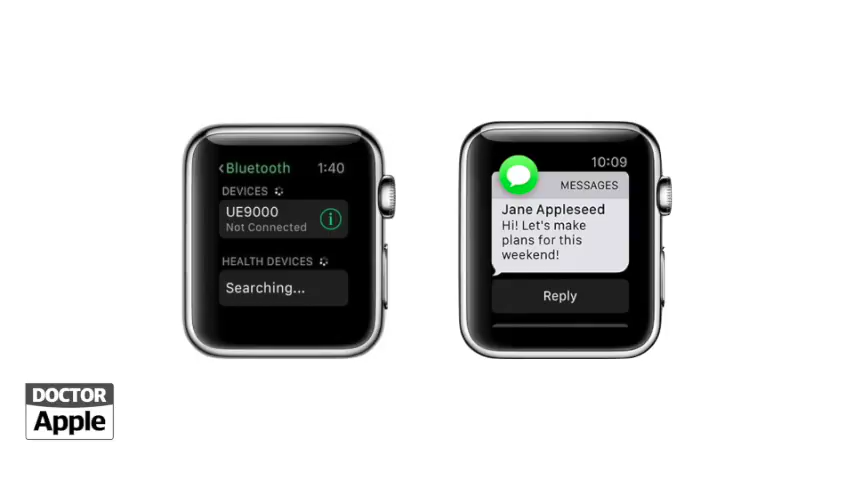 Bluetooth 1:40
DEVICES
UE9000
Not Connected
HEALTH DEVICES
Searching...
10:09
MESSAGES
Jane Appleseed
Hi! Let's make
plans for this
weekend!
Reply
DOCTOR
Apple